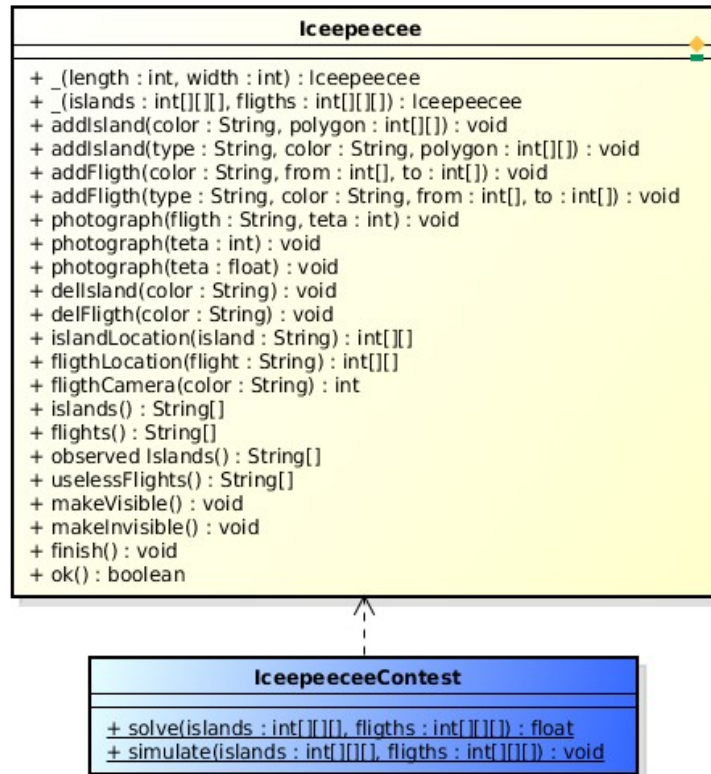 Iceepeecee
+ _(length : int, width : int) : Iceepeecee
+ _(islands : int[][][], fligths : int[][][]) : Iceepeecee
+ addIsland(color : String, polygon : int[][]) : void
+ addIsland(type : String, color : String, polygon : int[][]) : void
+ addFligth(color : String, from : int[], to : int[]) : void
+ addFligth(type : String, color : String, from : int[], to : int[]) : void
+ photograph(fligth : String, teta : int) : void
+ photograph(teta : int) : void
+ photograph(teta : float) : void
+ delIsland(color : String) : void
+ delFligth(color : String) : void
+ islandLocation(island : String) : int[][]
+ fligthLocation(flight : String) : int[][]
+ fligthCamera(color : String) : int
+ islands() : String[]
+ flights() : String[]
+ observed Islands() : String[]
+ uselessFlights() : String[]
+ makeVisible() : void
+ makeInvisible() : void
+ finish() : void
+ ok() : boolean
IceepeeceeContest
+ solve(islands : int[][][], fligths : int[][][]) : float
+ simulate(islands : int[][][], fligths : int[][][]) : void